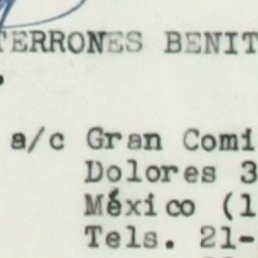 TERRONES BENIT
.
a/c Gran Comi
Dolores 3
México (1
Tels. 21-